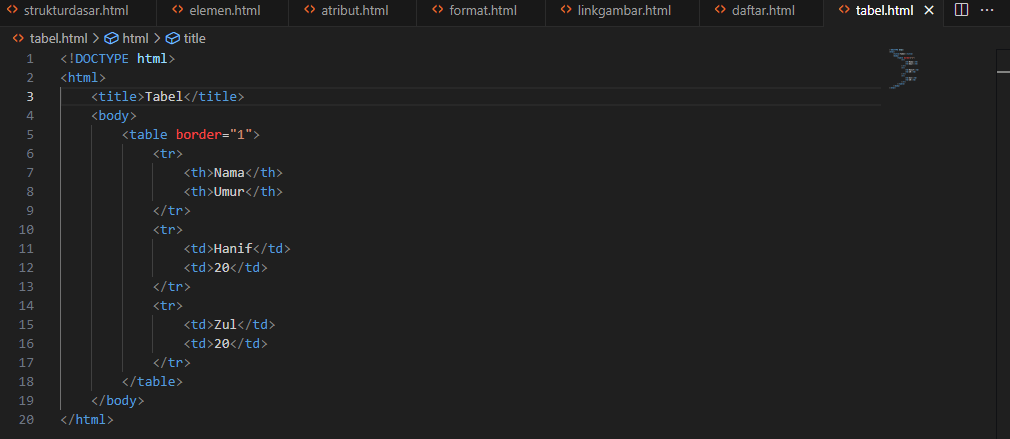 strukturdasar.html elemen.html atribut.html format.html linkgambar.html daftar.html tabel.html
tabel.html > html > title
1 <!DOCTYPE html>
2 <html>
3 <title>Tabel</title>
4 <body>
5 <table border="1">
6 <tr>
7 <th>Nama</th>
8 <th>Umur</th>
9 </tr>
10 <tr>
11 <td>Hanif</td>
12 <td>20</td>
13 </tr>
14 <tr>
15 <td>Zul</td>
16 <td>20</td>
17 </tr>
18 </table>
19 </body>
20 </html>